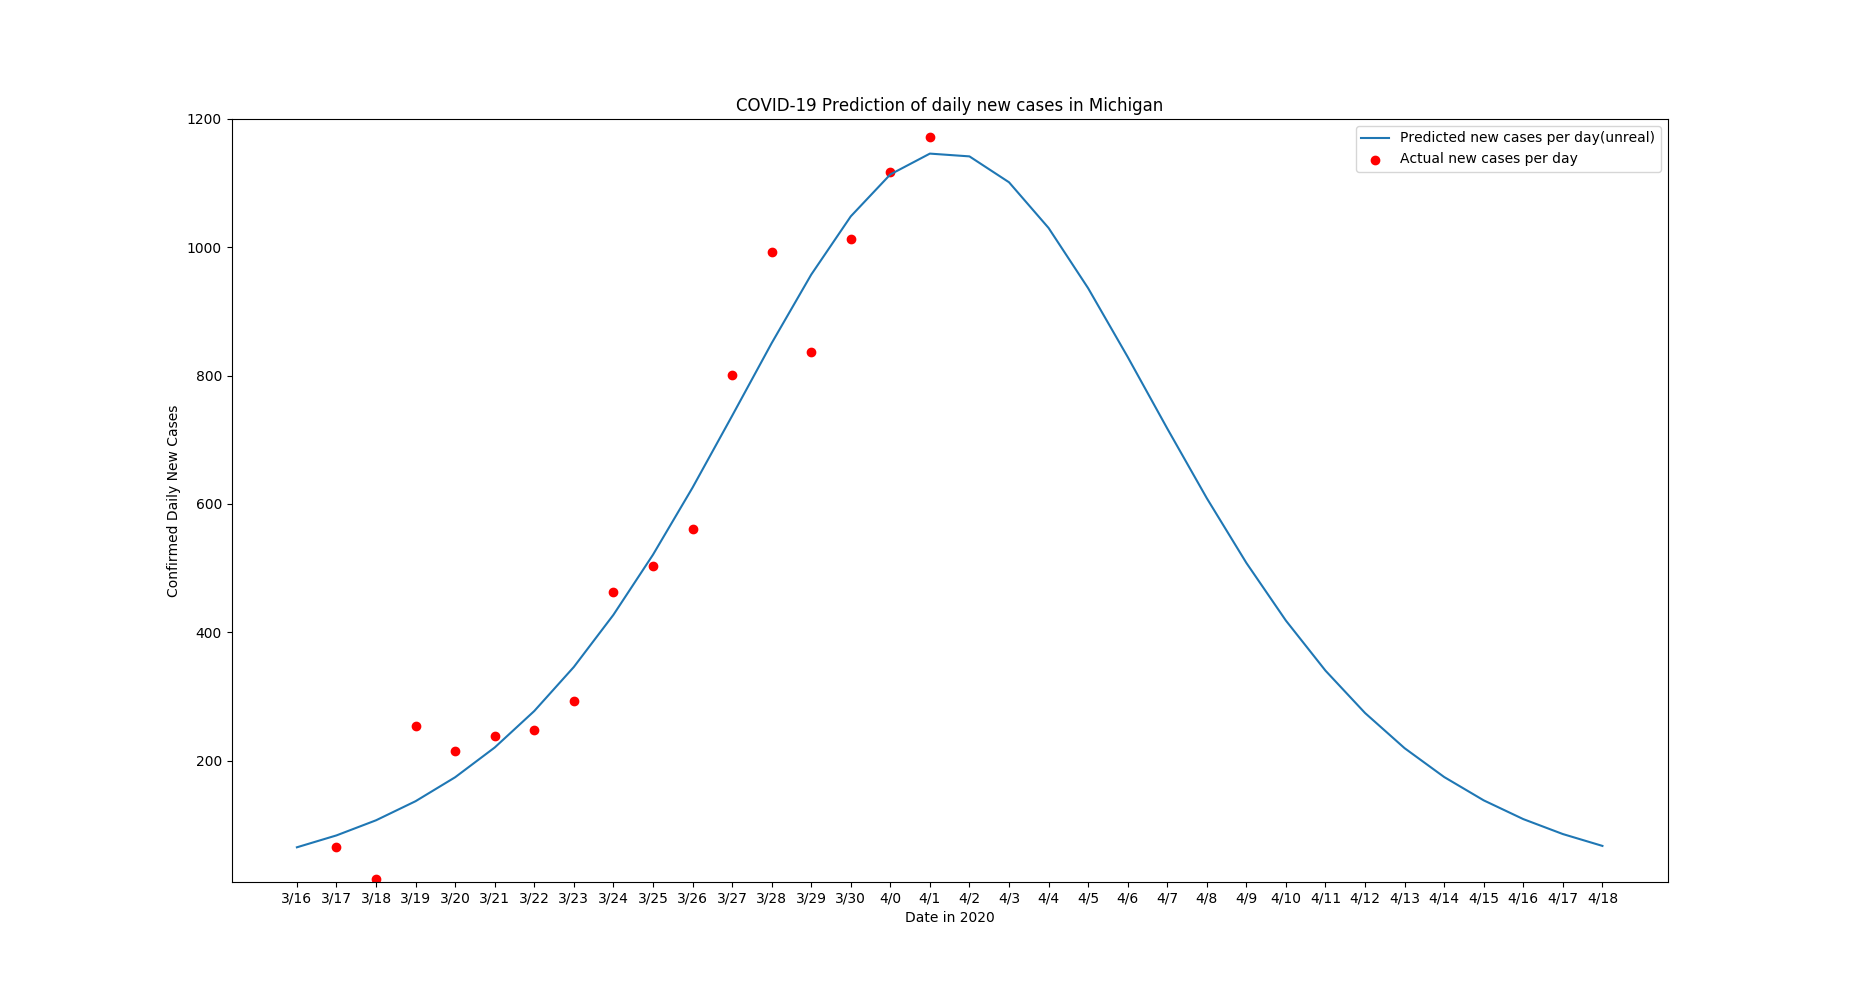 COVID-19 Prediction of daily new cases in Michigan
Predicted new cases per day(unreal)
Actual new cases per day
1200
1000
800
600
400
200
Confirmed Daily New Cases
3/16 3/17 3/18 3/19 3/20 3/21 3/22 3/23 3/24 3/25 3/26 3/27 3/28 3/29 3/30 4/0 4/1 4/2 4/3 4/4 4/5 4/6 4/7 4/8 4/9 4/10 4/11 4/12 4/13 4/14 4/15 4/16 4/17 4/18
Date in 2020